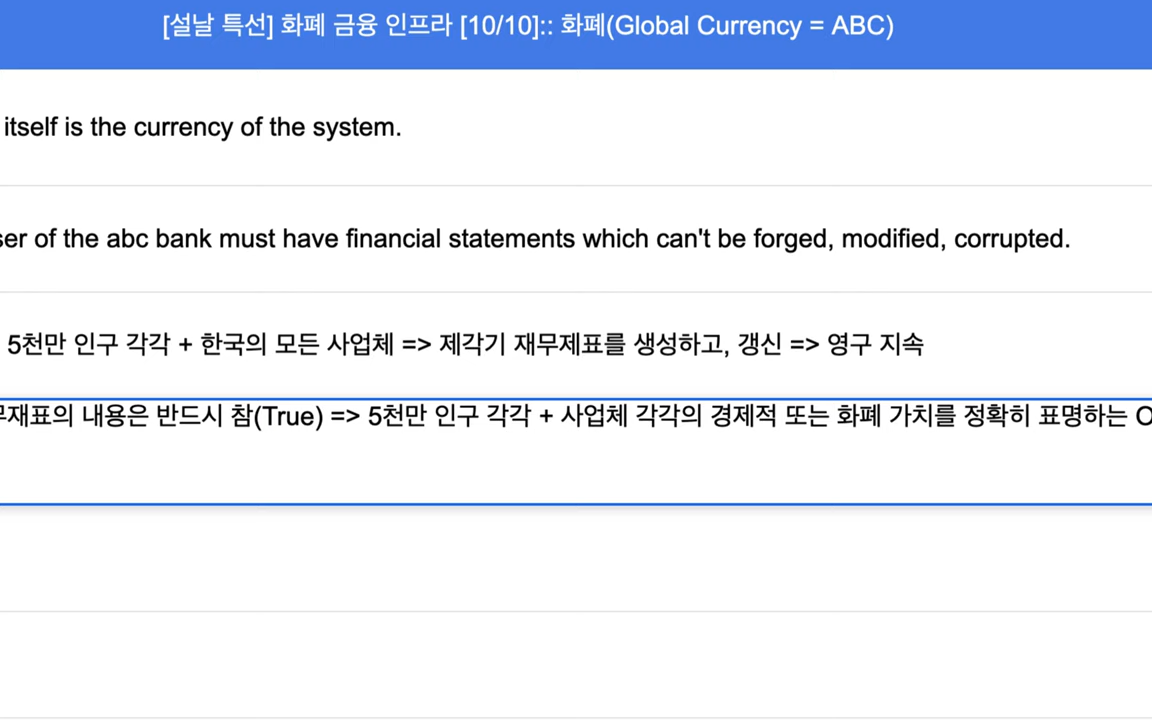 [설날 특선] 화폐 금융 인프라 [10/10]:: 화폐(Global Currency = ABC)
itself is the currency of the system.
of the abc bank must have financial statements which can't be forged, modified, corrupted.
5천만 인구 각각 + 한국의 모든 사업체 => 제각기 재무제표를 생성하고, 갱신 => 영구 지속
내용은 반드시 참(True) => 5천만 인구 각각 + 사업체 각각의 경제적 또는 화폐 가치를 정확히 표명하는